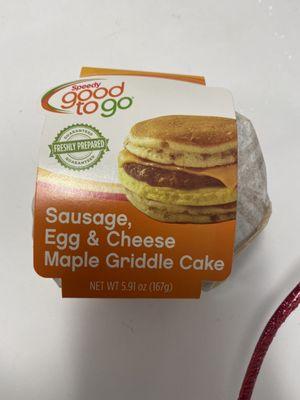 Speedy
good
to go
GUARANTEED
FRESHLY PREPARED
GUARANTEED
Sausage,
Egg & Cheese
Maple Griddle Cake
NET WT 5.91 oz (167g)